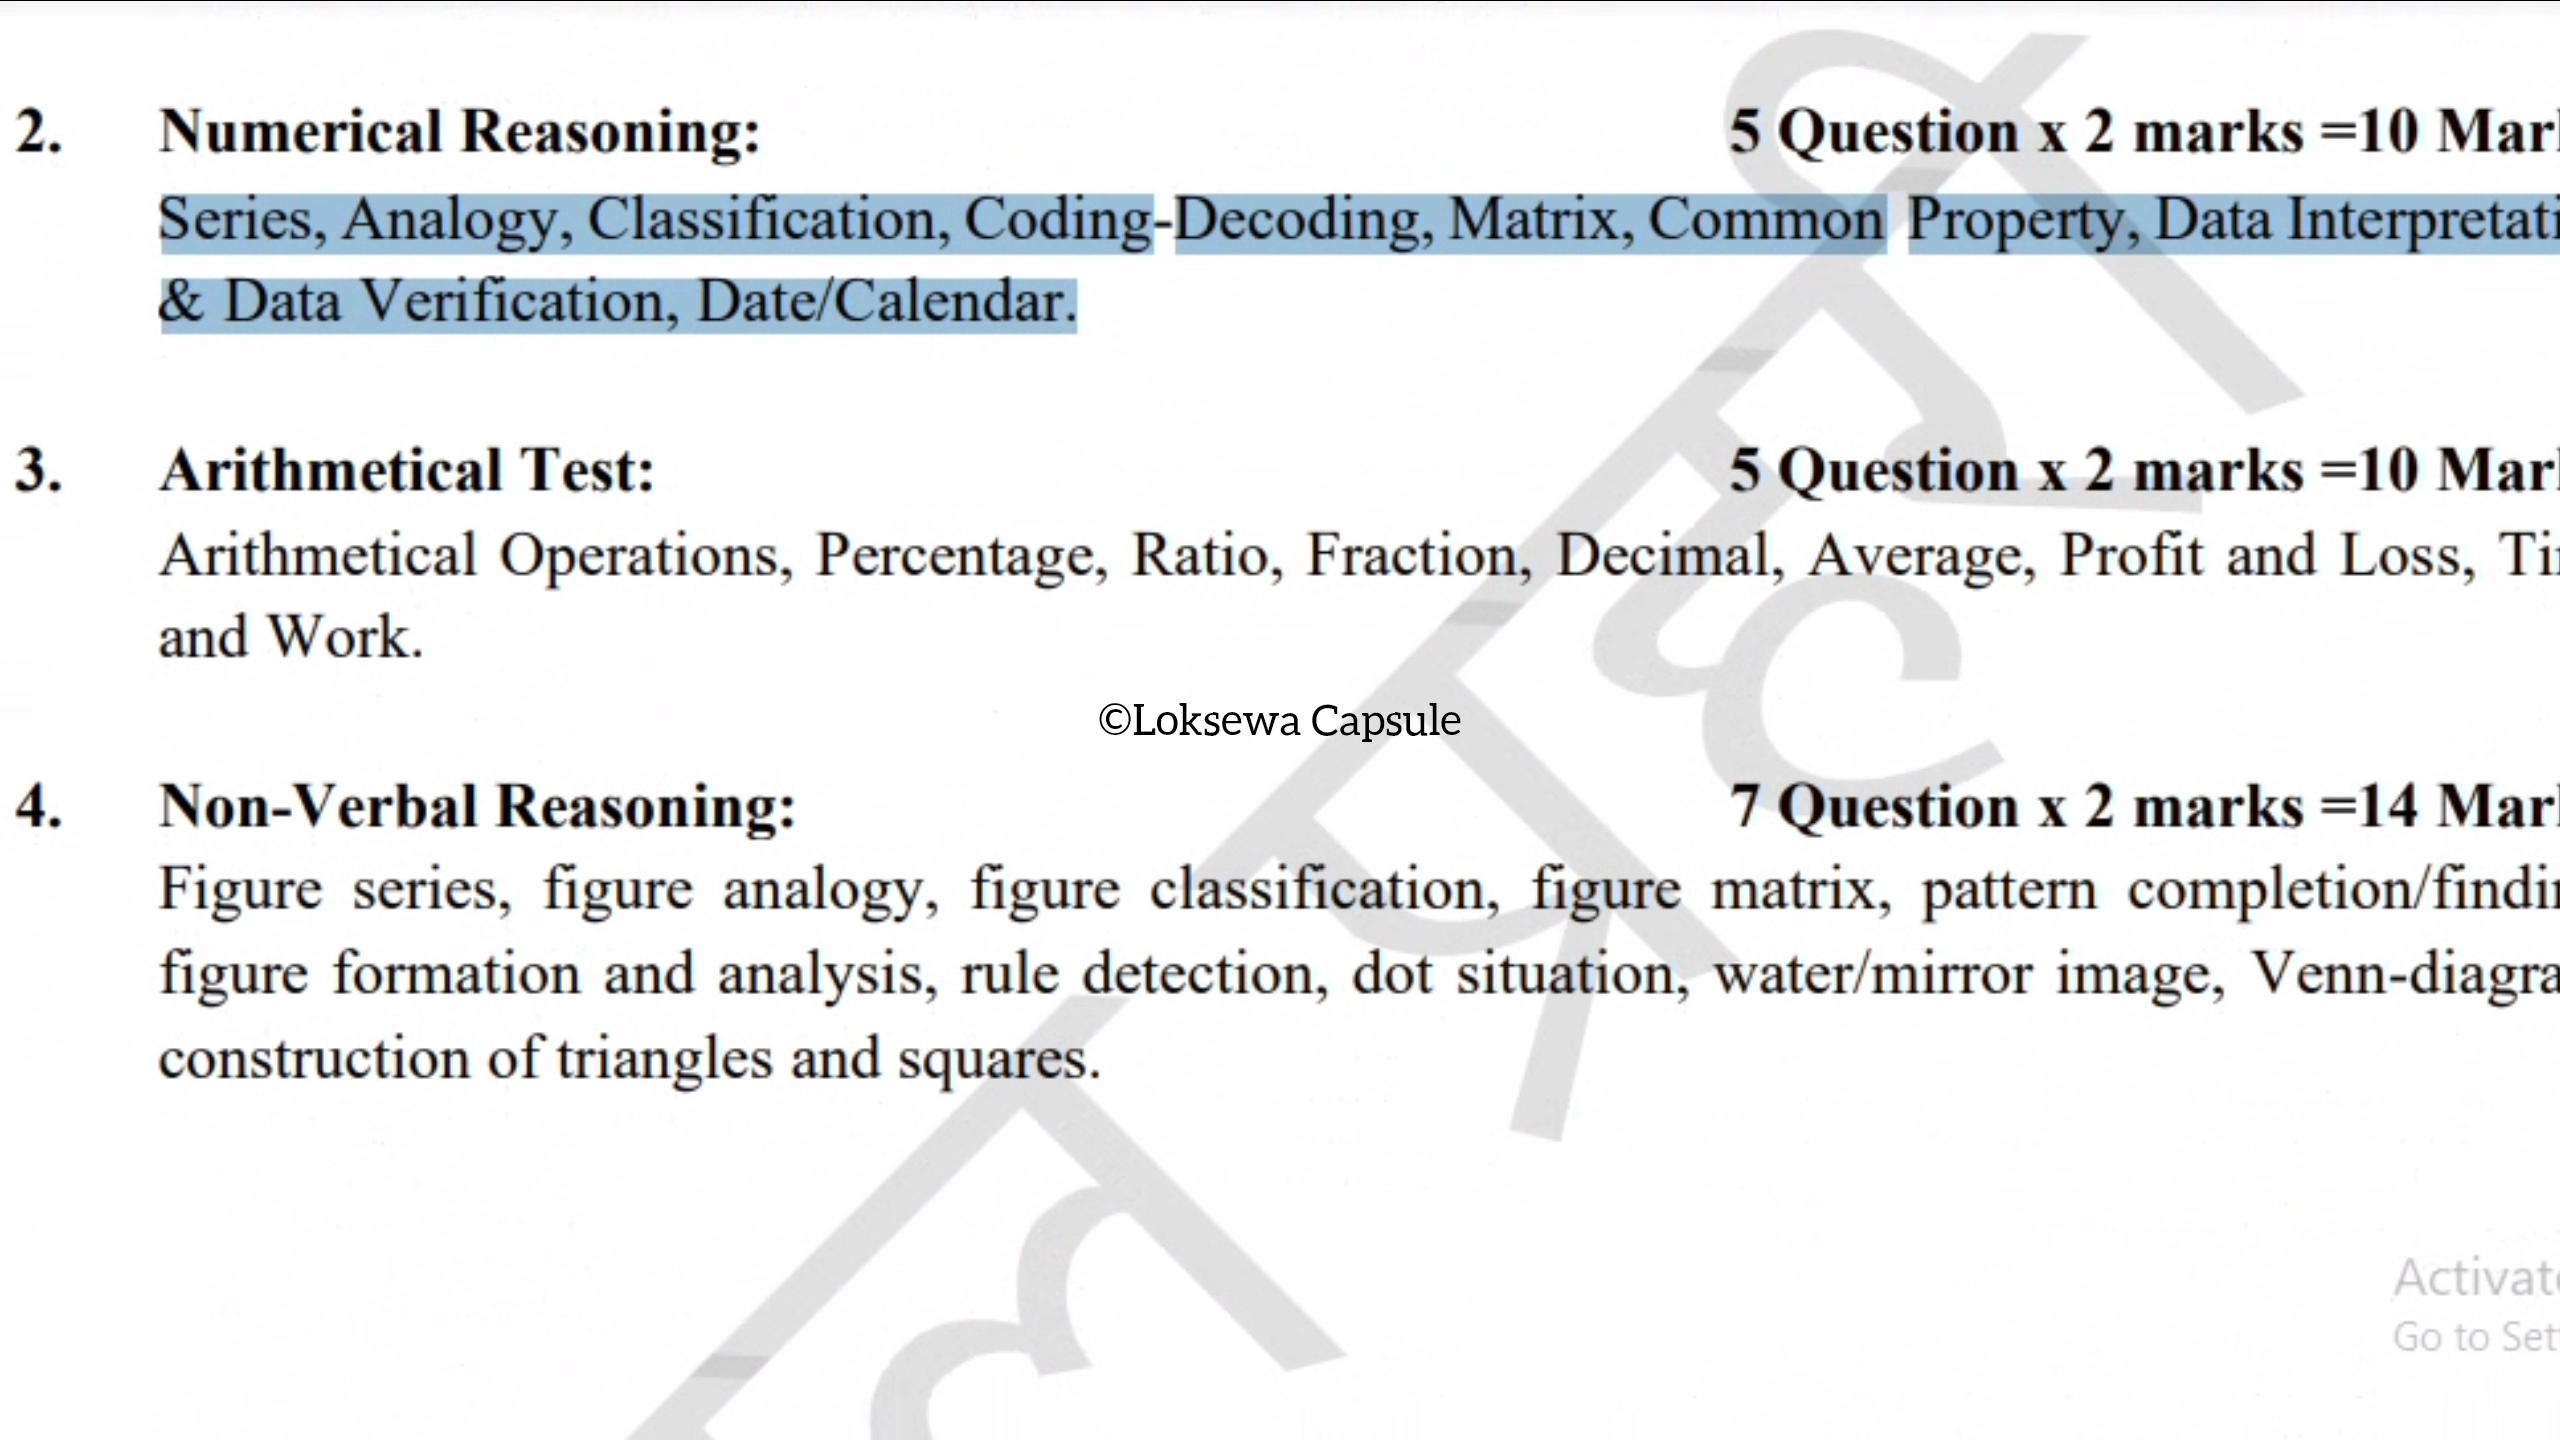 2. Numerical Reasoning: 5 Question x 2 marks =10 Mar
Series, Analogy, Classification, Coding-Decoding, Matrix, Common Property, Data Interpretati
& Data Verification, Date/Calendar.
3. Arithmetical Test: 5 Question x 2 marks =10 Mar
Arithmetical Operations, Percentage, Ratio, Fraction, Decimal, Average, Profit and Loss, Ti
and Work.
©Loksewa Capsule
4. Non-Verbal Reasoning: 7 Question x 2 marks =14 Mar
Figure series, figure analogy, figure classification, figure matrix, pattern completion/findi
figure formation and analysis, rule detection, dot situation, water/mirror image, Venn-diagra
construction of triangles and squares.
Activate
Go to Set